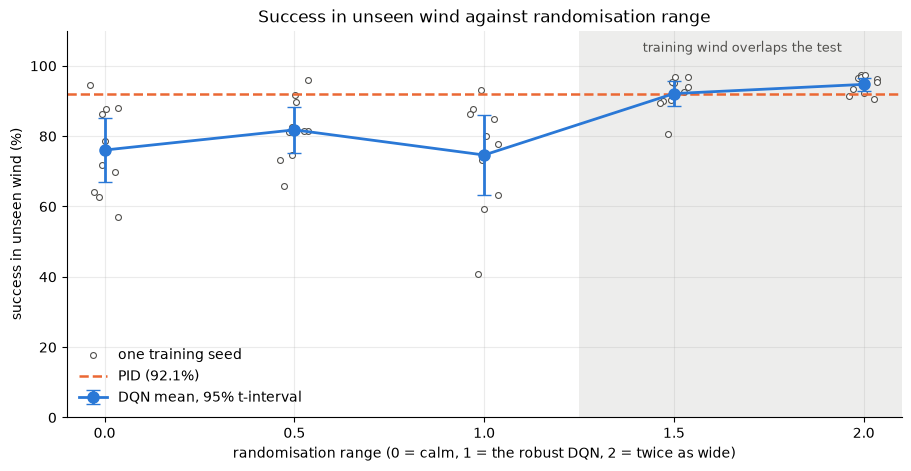 Success in unseen wind against randomisation range
training wind overlaps the test
success in unseen wind (%)
100
80
60
40
20
0
one training seed
PID (92.1%)
DQN mean, 95% t-interval
0.0 0.5 1.0 1.5 2.0
randomisation range (0 = calm, 1 = the robust DQN, 2 = twice as wide)